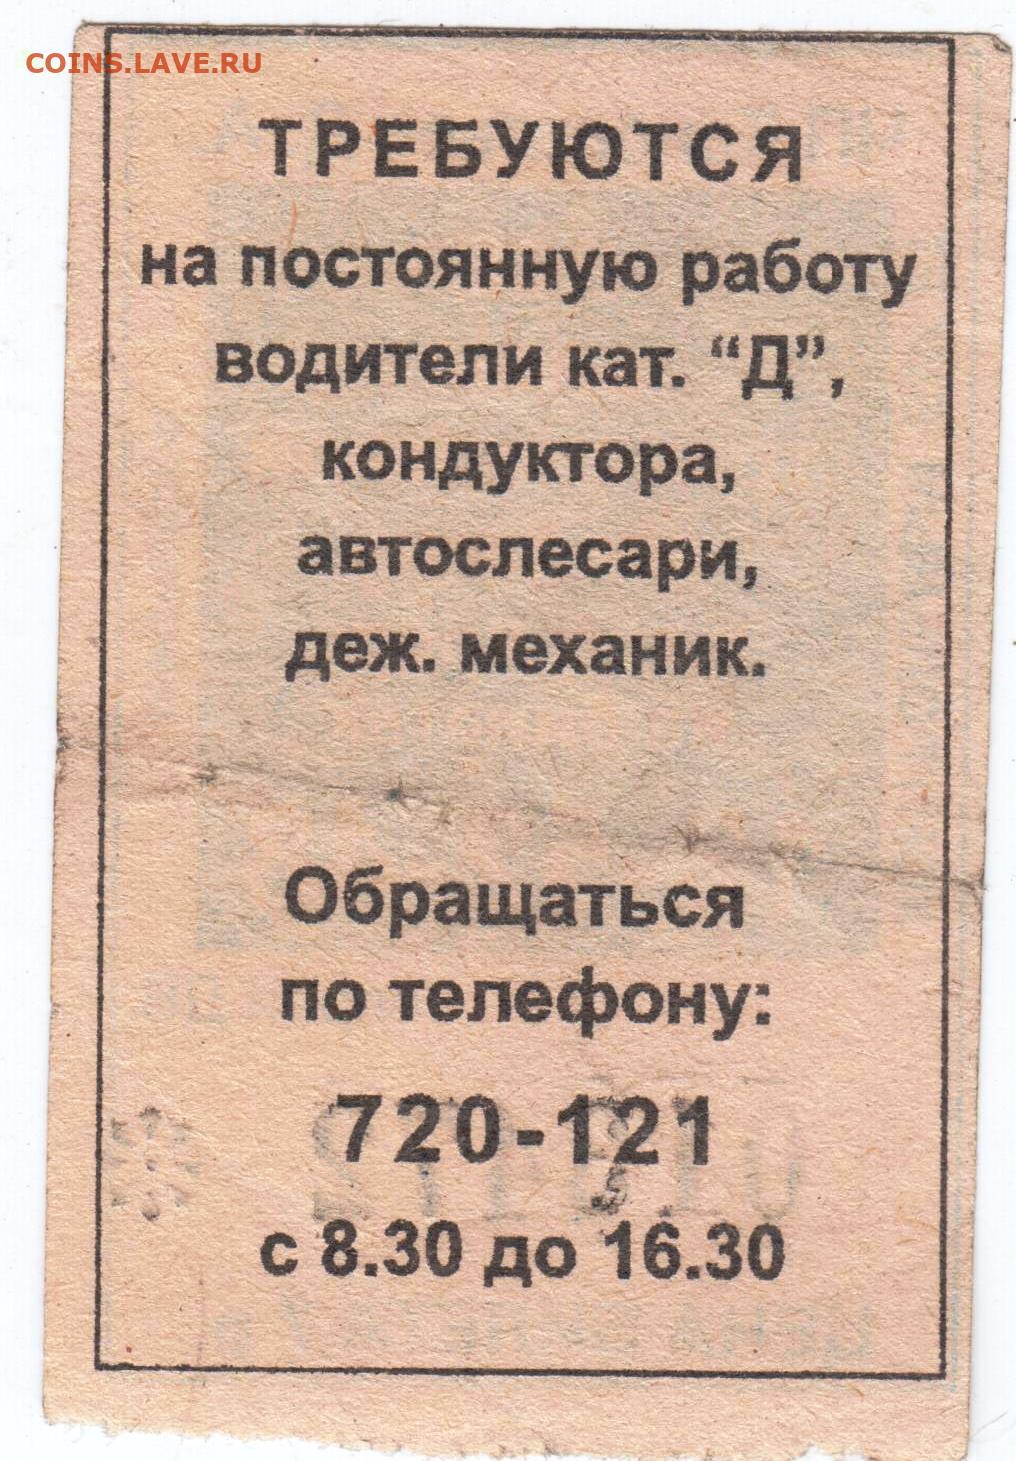 COINS.LAVE.RU
ТРЕБУЮТСЯ
на постоянную работу
водители кат. “Д”,
кондуктора,
автослесари,
деж. механик.
Обращаться
по телефону:
720-121
с 8.30 до 16.30